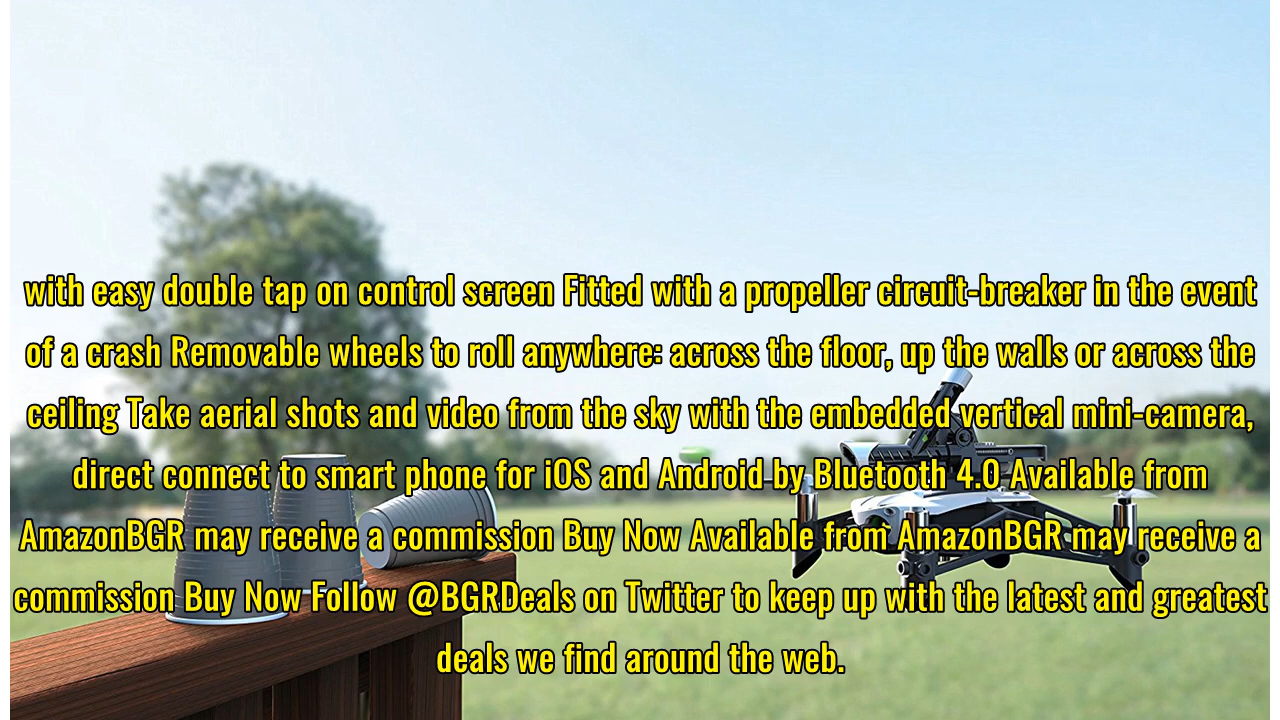 with easy double tap on control screen Fitted with a propeller circuit-breaker in the event
of a crash Removable wheels to roll anywhere: across the floor, up the walls or across the
ceiling Take aerial shots and video from the sky with the embedded vertical mini-camera,
direct connect to smart phone for iOS and Android by Bluetooth 4.0 Available from
AmazonBGR may receive a commission Buy Now Available from AmazonBGR may receive a
commission Buy Now Follow @BGRDeals on Twitter to keep up with the latest and greatest
deals we find around the web.